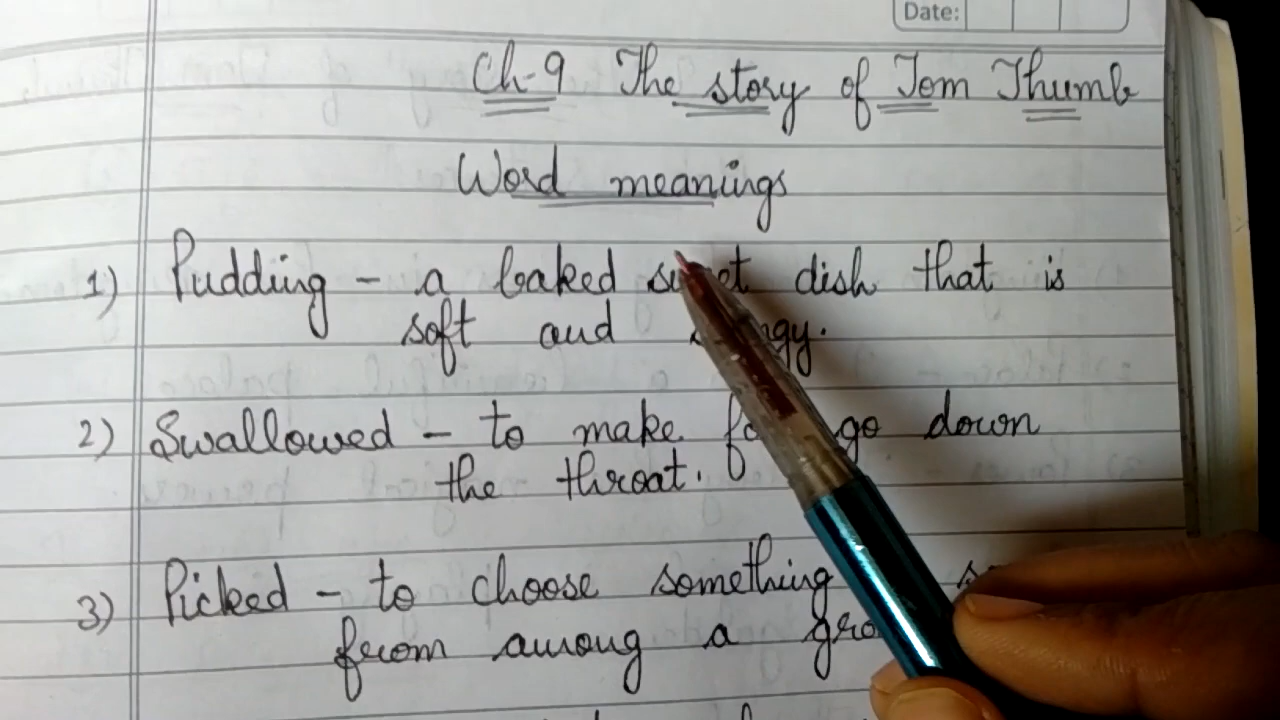 Date:
Ch-9 The story of Tom Thumb
Word meanings
1) Pudding - a baked sweet dish that is
soft and
2) Swallowed - to make go down
the throat.
3) Picked - to choose something
from among a